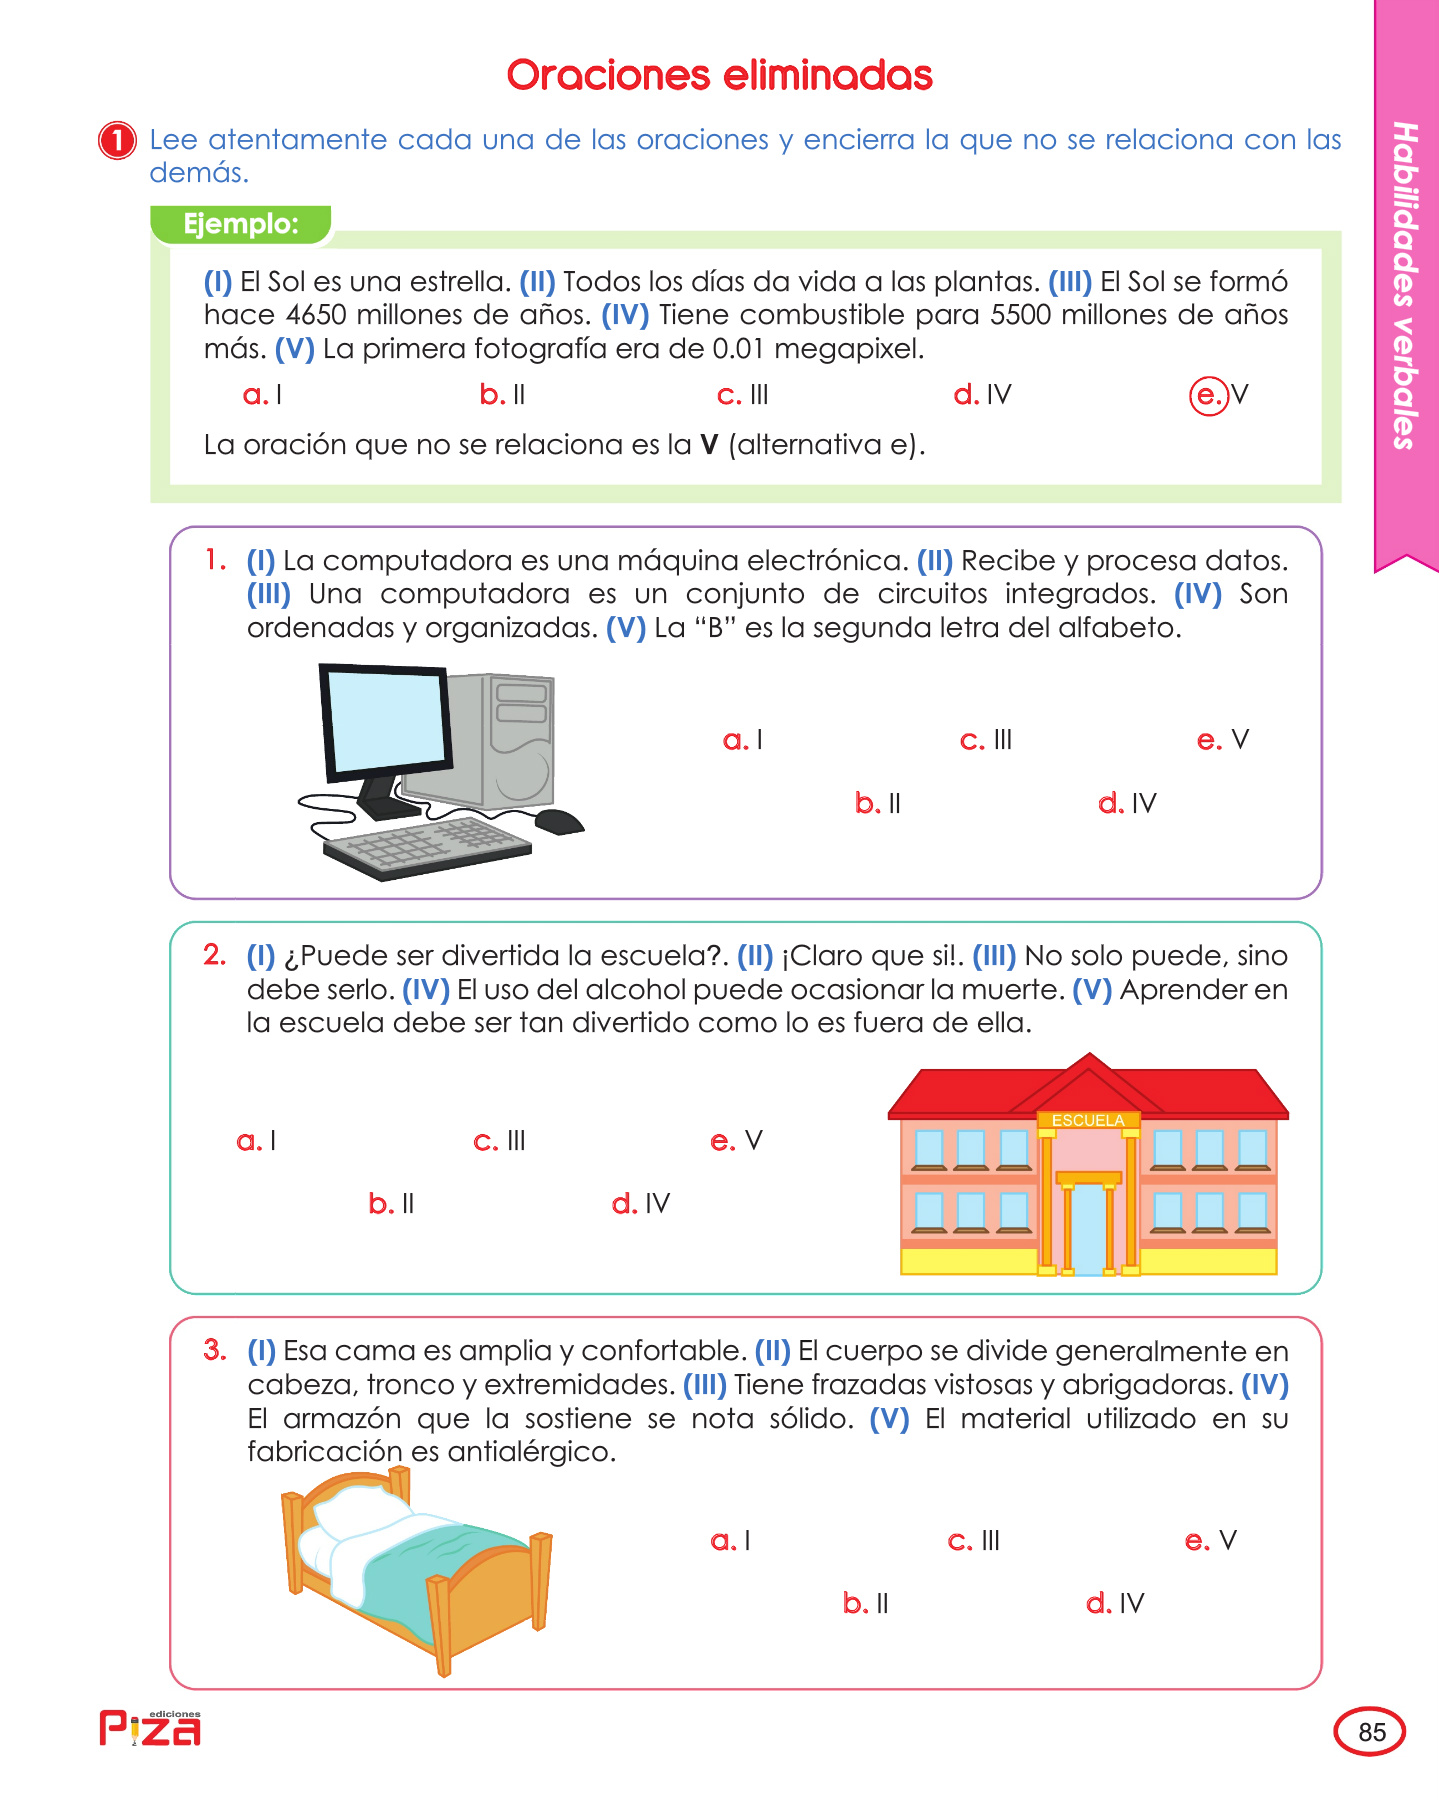 Oraciones eliminadas
Habilidades verbales
1 Lee atentamente cada una de las oraciones y encierra la que no se relaciona con las
demás.
Ejemplo:
(I) El Sol es una estrella. (II) Todos los días da vida a las plantas. (III) El Sol se formó
hace 4650 millones de años. (IV) Tiene combustible para 5500 millones de años
más. (V) La primera fotografía era de 0.01 megapixel.
a. I b. II c. III d. IV e. V
La oración que no se relaciona es la V (alternativa e).
1. (I) La computadora es una máquina electrónica. (II) Recibe y procesa datos.
(III) Una computadora es un conjunto de circuitos integrados. (IV) Son
ordenadas y organizadas. (V) La “B” es la segunda letra del alfabeto.
a. I c. III e. V
b. II d. IV
2. (I) ¿Puede ser divertida la escuela?. (II) ¡Claro que si!. (III) No solo puede, sino
debe serlo. (IV) El uso del alcohol puede ocasionar la muerte. (V) Aprender en
la escuela debe ser tan divertido como lo es fuera de ella.
ESCUELA
a. I c. III e. V
b. II d. IV
3. (I) Esa cama es amplia y confortable. (II) El cuerpo se divide generalmente en
cabeza, tronco y extremidades. (III) Tiene frazadas vistosas y abrigadoras. (IV)
El armazón que la sostiene se nota sólido. (V) El material utilizado en su
fabricación es antialérgico.
a. I c. III e. V
b. II d. IV
ediciones
Piza
85